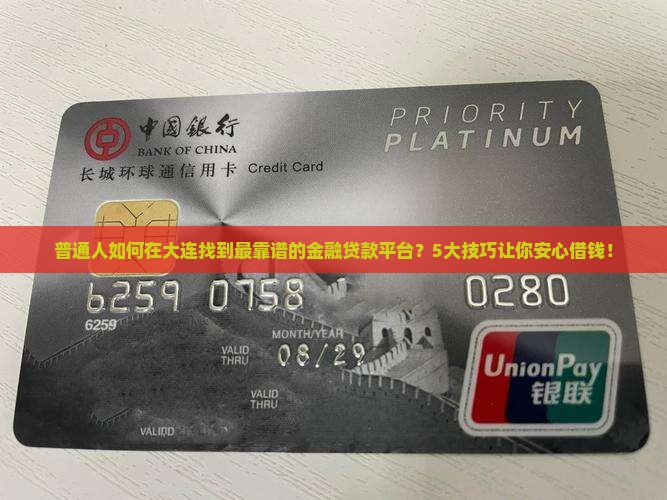 中国银行
BANK OF CHINA
长城环球通信用卡 Credit Card
PRIORITY
PLATINUM
普通人如何在大连找到最靠谱的金融贷款平台？5大技巧让你安心借钱！
6259 0758 0280
6259
MONTH/YEAR
VALID
THRU
08/29
VALID
THRU
UnionPay
银联